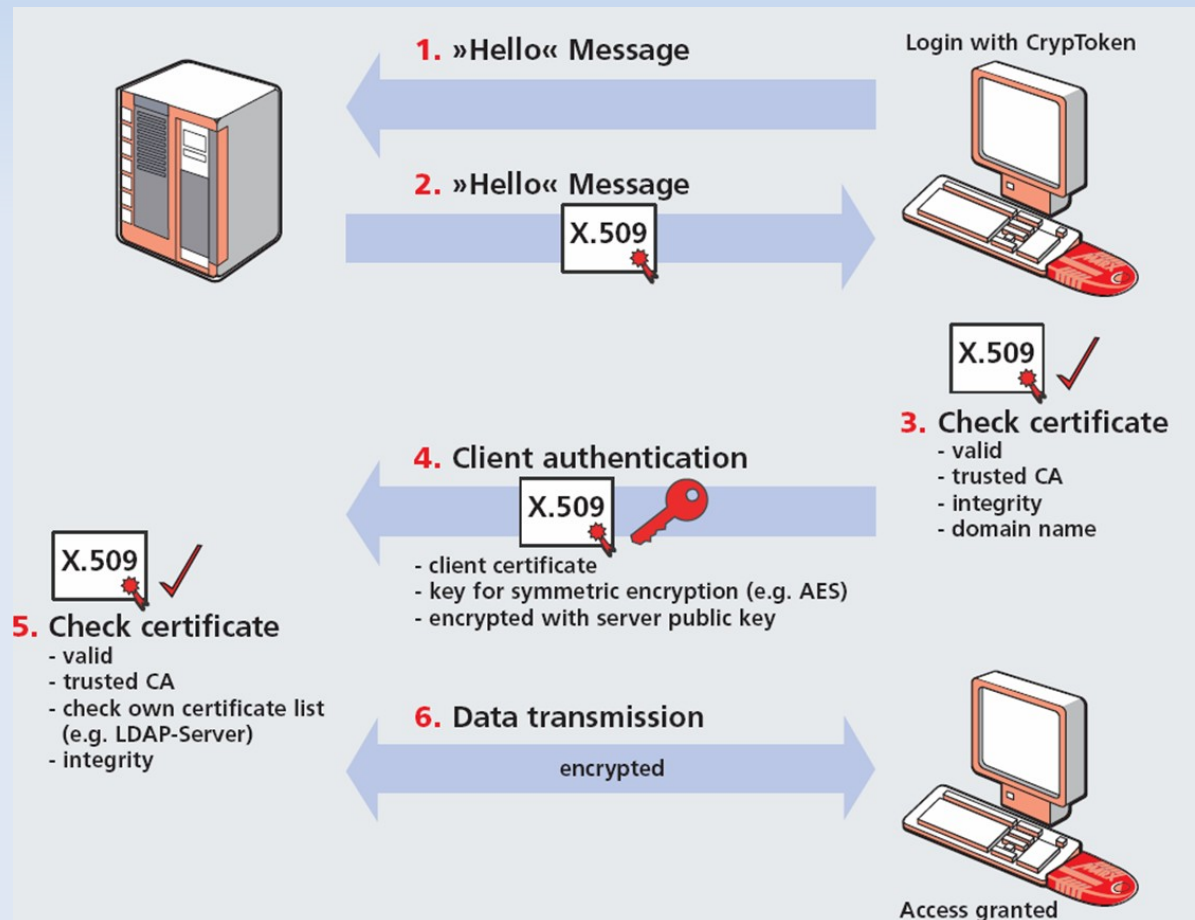 1. »Hello« Message
Login with CrypToken
2. »Hello« Message
X.509
X.509
3. Check certificate
- valid
- trusted CA
- integrity
- domain name
4. Client authentication
X.509
- client certificate
- key for symmetric encryption (e.g. AES)
- encrypted with server public key
X.509
5. Check certificate
- valid
- trusted CA
- check own certificate list
(e.g. LDAP-Server)
- integrity
6. Data transmission
encrypted
Access granted